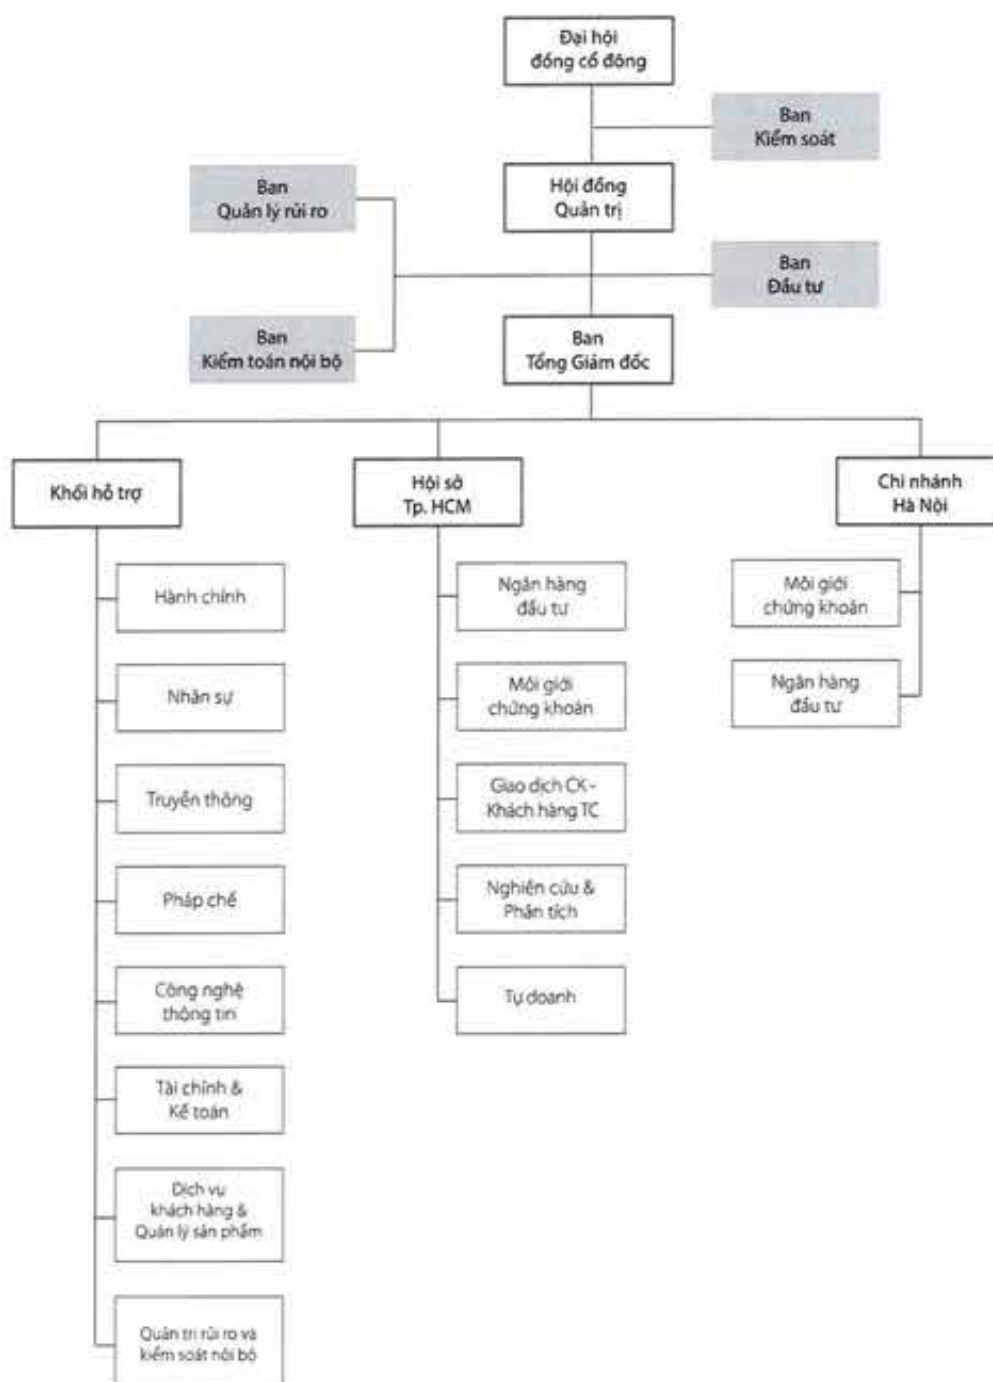 Đại hội
đồng cổ đông
Ban
Kiểm soát
Ban
Quản lý rủi ro
Hội đồng
Quản trị
Ban
Đầu tư
Ban
Kiểm toán nội bộ
Ban
Tổng Giám đốc
Khối hỗ trợ
Hội sở
Tp. HCM
Chi nhánh
Hà Nội
Hành chính
Nhân sự
Truyền thông
Pháp chế
Công nghệ
thông tin
Tài chính &
Kế toán
Dịch vụ
khách hàng &
Quản lý sản phẩm
Quản trị rủi ro và
kiểm soát nội bộ
Ngân hàng
đầu tư
Môi giới
chứng khoán
Giao dịch CK -
Khách hàng TC
Nghiên cứu &
Phân tích
Tự doanh
Môi giới
chứng khoán
Ngân hàng
đầu tư